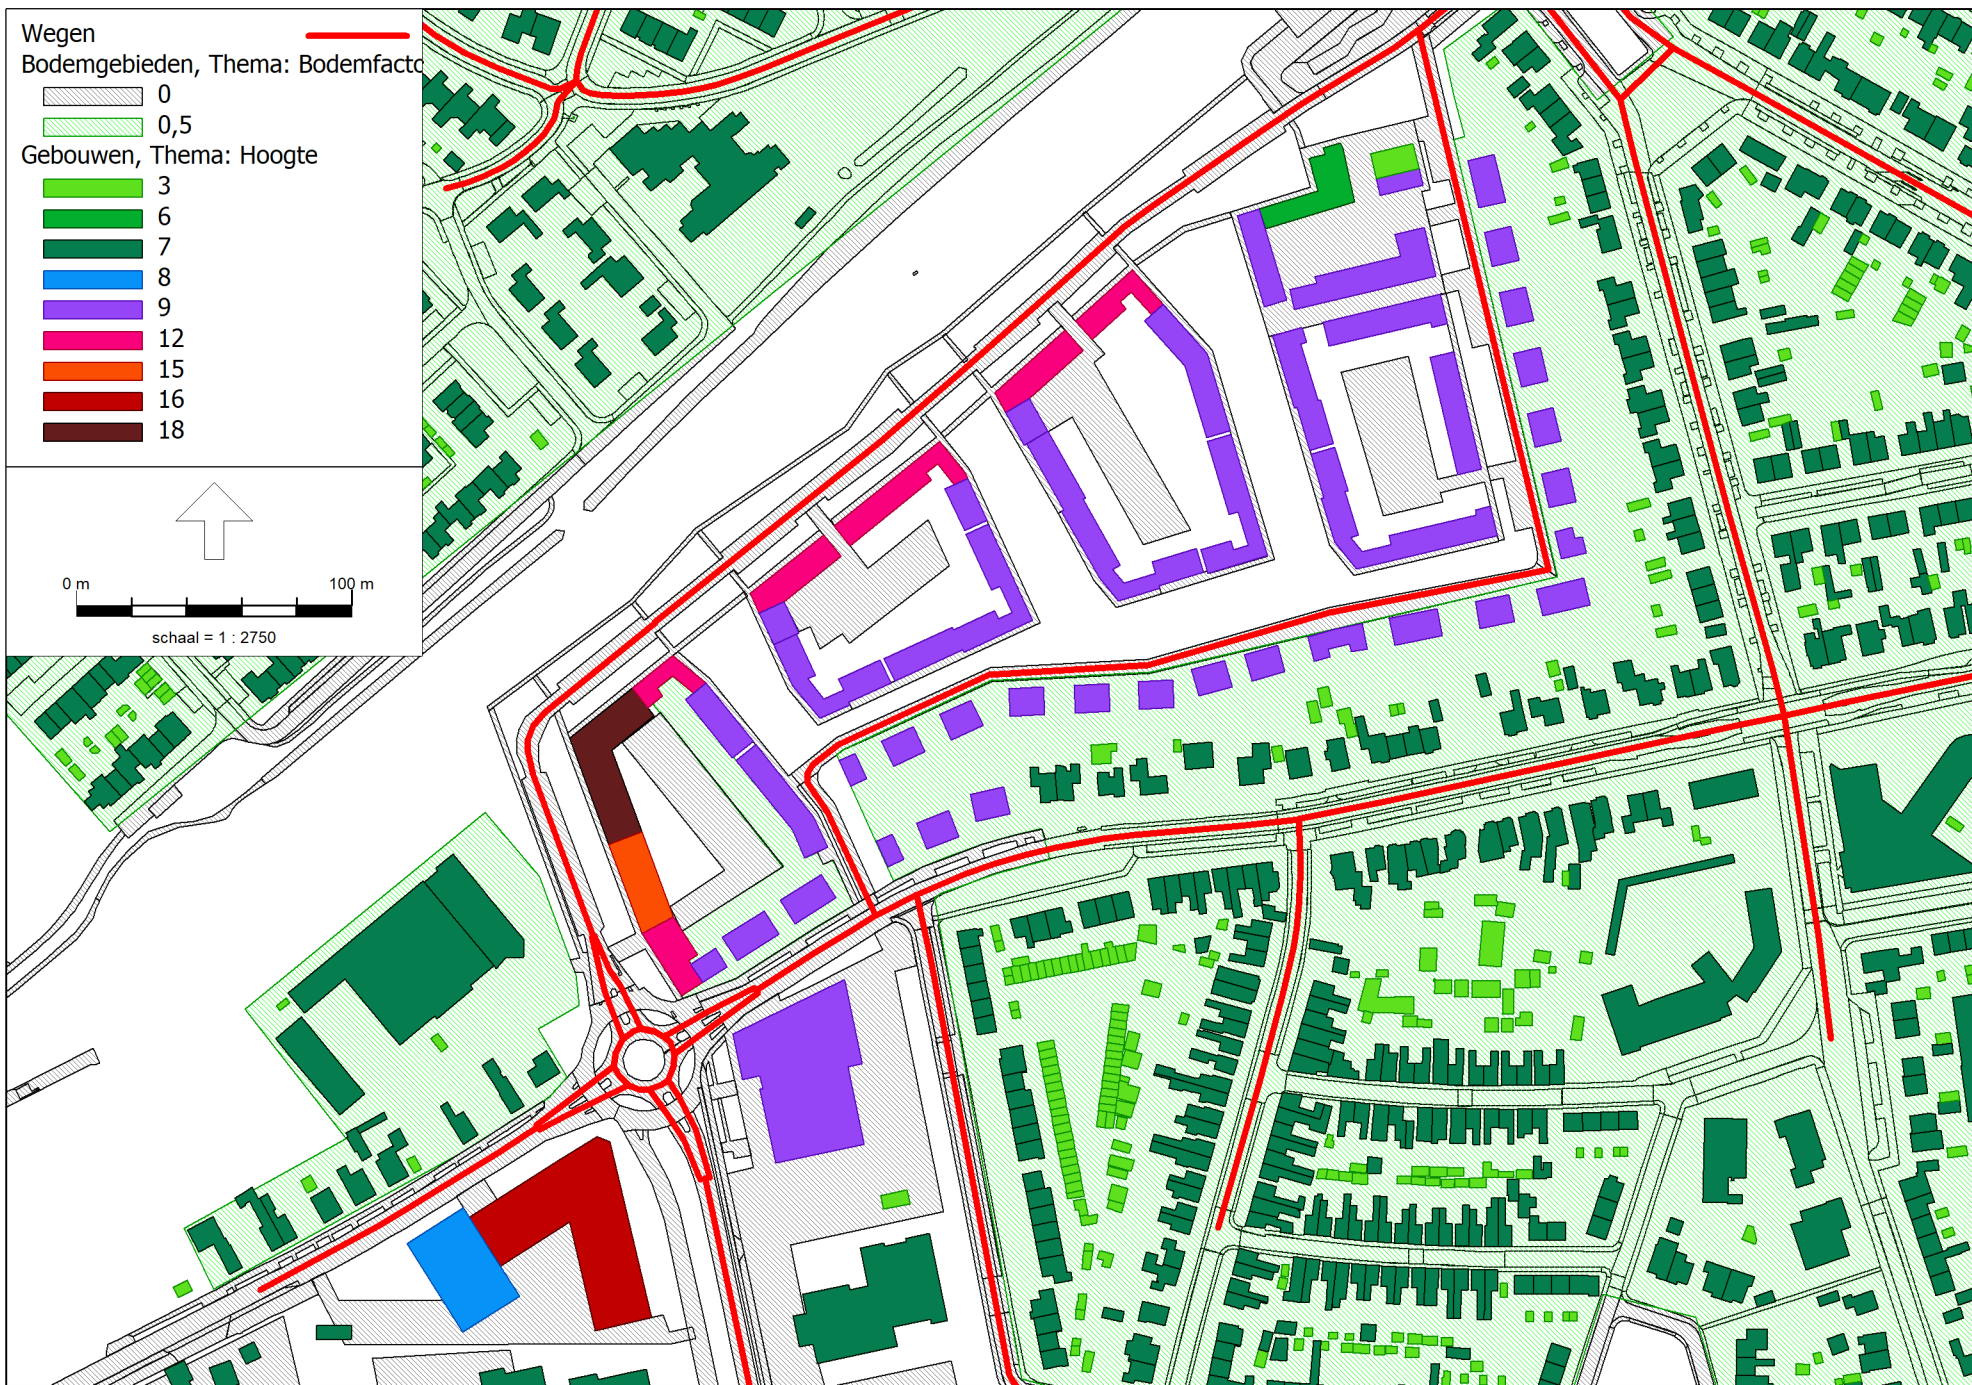 Wegen
Bodemgebieden, Thema: Bodemfacto
0
0,5
Gebouwen, Thema: Hoogte
3
6
7
8
9
12
15
16
18
0 m 100 m
schaal = 1 : 2750